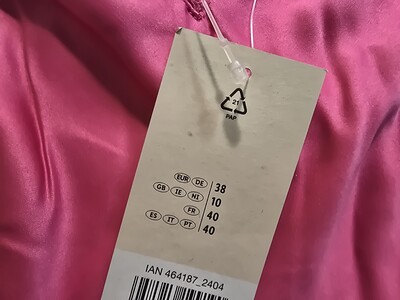 21
PAP
EUR DE 38
GB IE NI 10
FR 40
ES IT PT 40
IAN 464187_2404